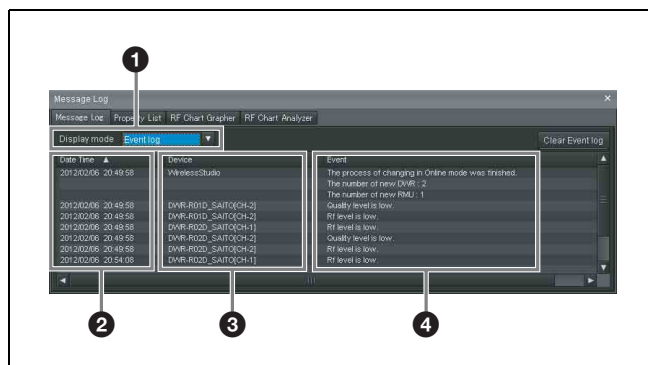 1
Message Log ×
Message Log Property List RF Chart Grapher RF Chart Analyzer
Display mode Event log ▼ Clear Event log
Date Time ▲ Device Event
2012/02/06 20:49:58 WirelessStudio The process of changing in Online mode was finished.
The number of new DWR : 2
The number of new RMU : 1
2012/02/06 20:49:58 DWR-R01D_SAITO[CH-2] Quality level is low.
2012/02/06 20:49:58 DWR-R01D_SAITO[CH-2] Rf level is low.
2012/02/06 20:49:58 DWR-R02D_SAITO[CH-1] Rf level is low.
2012/02/06 20:49:58 DWR-R02D_SAITO[CH-2] Quality level is low.
2012/02/06 20:49:58 DWR-R02D_SAITO[CH-2] Rf level is low.
2012/02/06 20:54:08 DWR-R02D_SAITO[CH-1] Rf level is low.
2 3 4